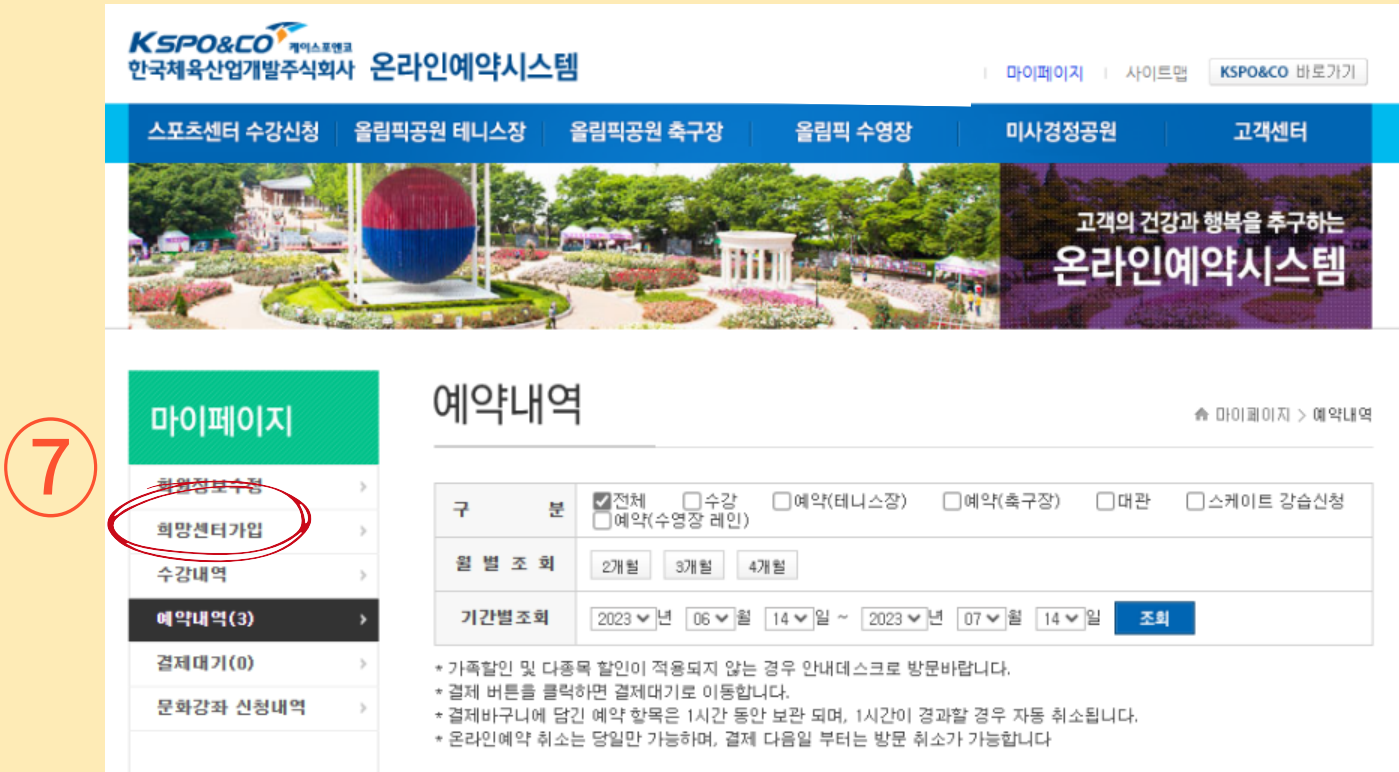 KSPO&CO 케이스포앤코
한국체육산업개발주식회사 온라인예약시스템
마이페이지 사이트맵 KSPO&CO 바로가기
스포츠센터 수강신청 올림픽공원 테니스장 올림픽공원 축구장 올림픽 수영장 미사경정공원 고객센터
고객의 건강과 행복을 추구하는
온라인예약시스템
⑦
마이페이지
회원정보수정
희망센터가입
수강내역
예약내역(3)
결제대기(0)
문화강좌 신청내역
예약내역
마이페이지 > 예약내역
구 분 전체 수강 예약(테니스장) 예약(축구장) 대관 스케이트 강습신청
예약(수영장 레인)
월 별 조 회 2개월 3개월 4개월
기간별조회 2023 년 06 월 14 일 ~ 2023 년 07 월 14 일 조회
* 가족할인 및 다종목 할인이 적용되지 않는 경우 안내데스크로 방문바랍니다.
* 결제 버튼을 클릭하면 결제대기로 이동합니다.
* 결제바구니에 담긴 예약 항목은 1시간 동안 보관 되며, 1시간이 경과할 경우 자동 취소됩니다.
* 온라인예약 취소는 당일만 가능하며, 결제 다음일 부터는 방문 취소가 가능합니다